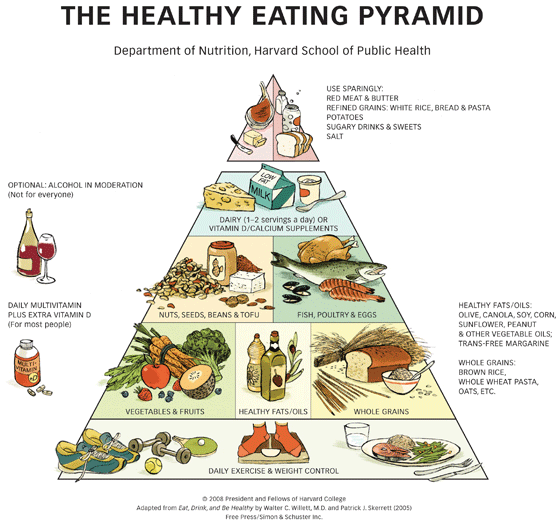 THE HEALTHY EATING PYRAMID
Department of Nutrition, Harvard School of Public Health
USE SPARINGLY:
RED MEAT & BUTTER
REFINED GRAINS: WHITE RICE, BREAD & PASTA
POTATOES
SUGARY DRINKS & SWEETS
SALT
OPTIONAL: ALCOHOL IN MODERATION
(Not for everyone)
LOW
FAT
MILK
DAIRY (1–2 servings a day) OR
VITAMIN D/CALCIUM SUPPLEMENTS
DAILY MULTIVITAMIN
PLUS EXTRA VITAMIN D
(For most people)
MULTI-
VITAMIN
NUTS, SEEDS, BEANS & TOFU
FISH, POULTRY & EGGS
HEALTHY FATS/OILS:
OLIVE, CANOLA, SOY, CORN,
SUNFLOWER, PEANUT
& OTHER VEGETABLE OILS;
TRANS-FREE MARGARINE
WHOLE GRAINS:
BROWN RICE,
WHOLE WHEAT PASTA,
OATS, ETC.
VEGETABLES & FRUITS
HEALTHY FATS/OILS
WHOLE GRAINS
DAILY EXERCISE & WEIGHT CONTROL
© 2008 President and Fellows of Harvard College
Adapted from Eat, Drink, and Be Healthy by Walter C. Willett, M.D. and Patrick J. Skerrett (2005)
Free Press/Simon & Schuster Inc.